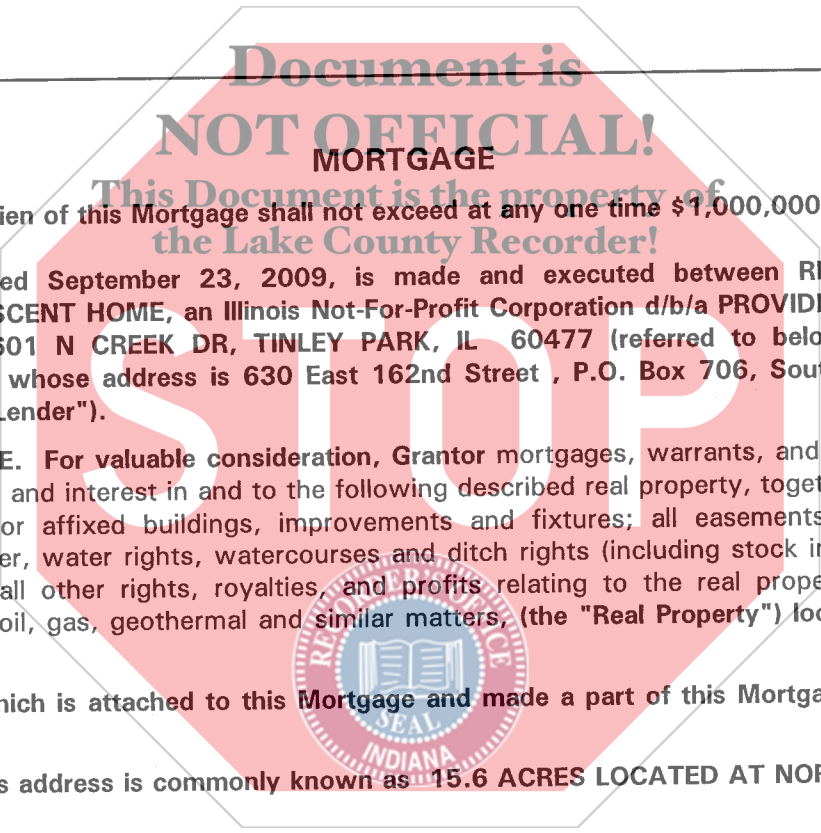 Document is
NOT OFFICIAL!
MORTGAGE
This Document is the property of
lien of this Mortgage shall not exceed at any one time $1,000,000
the Lake County Recorder!
ed September 23, 2009, is made and executed between RE
SCENT HOME, an Illinois Not-For-Profit Corporation d/b/a PROVIDE
601 N CREEK DR, TINLEY PARK, IL 60477 (referred to belo
whose address is 630 East 162nd Street , P.O. Box 706, Sout
Lender").
STOP
E. For valuable consideration, Grantor mortgages, warrants, and
and interest in and to the following described real property, toget
or affixed buildings, improvements and fixtures; all easements
er, water rights, watercourses and ditch rights (including stock in
all other rights, royalties, and profits relating to the real prope
oil, gas, geothermal and similar matters, (the "Real Property") loc
RECORDER'S OFFICE
SEAL
INDIANA
hich is attached to this Mortgage and made a part of this Mortga
s address is commonly known as 15.6 ACRES LOCATED AT NOR